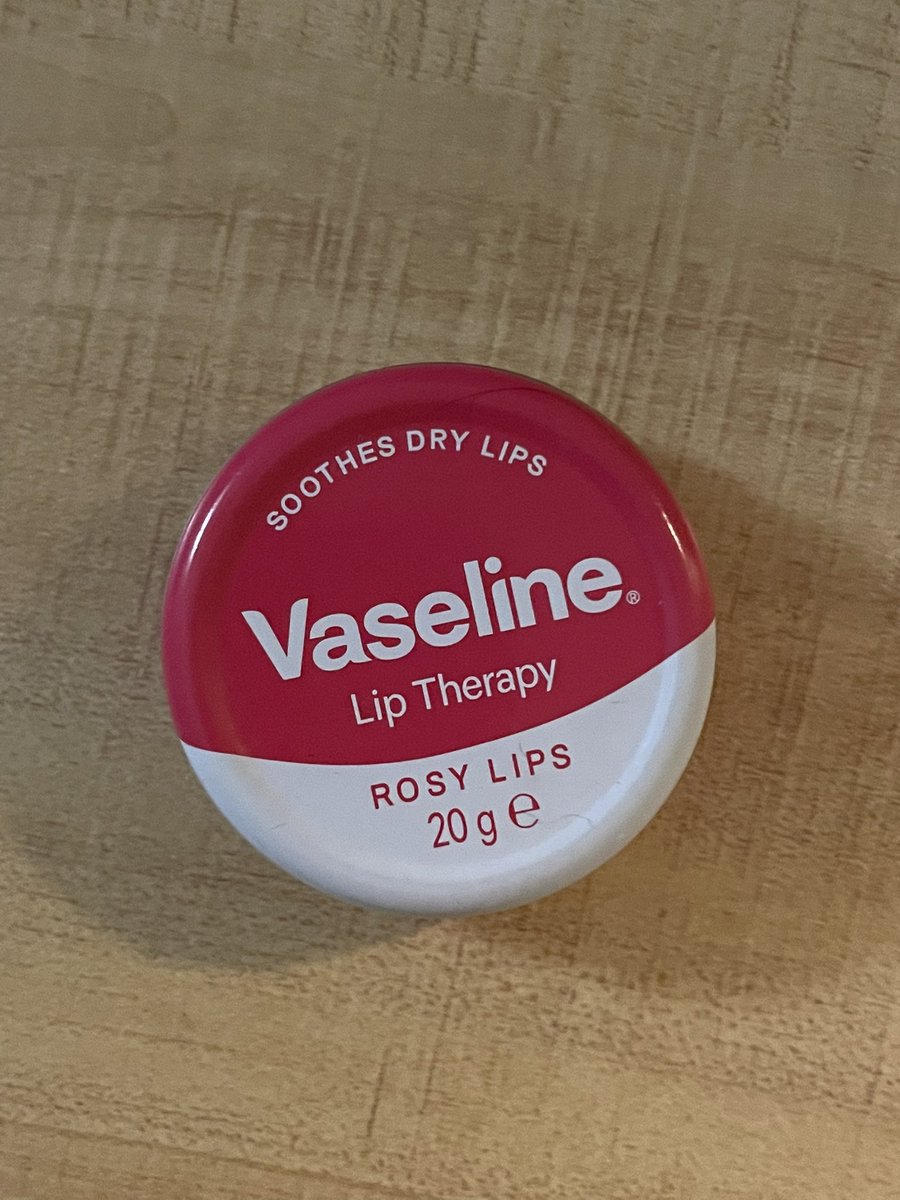 SOOTHES DRY LIPS
Vaseline®
Lip Therapy
ROSY LIPS
20 g ℮